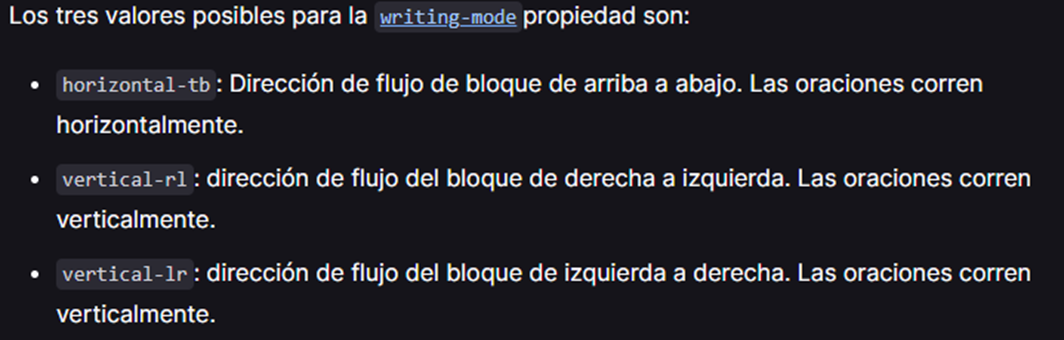 Los tres valores posibles para la writing-mode propiedad son:
• horizontal-tb: Dirección de flujo de bloque de arriba a abajo. Las oraciones corren
horizontalmente.
• vertical-rl: dirección de flujo del bloque de derecha a izquierda. Las oraciones corren
verticalmente.
• vertical-lr: dirección de flujo del bloque de izquierda a derecha. Las oraciones corren
verticalmente.